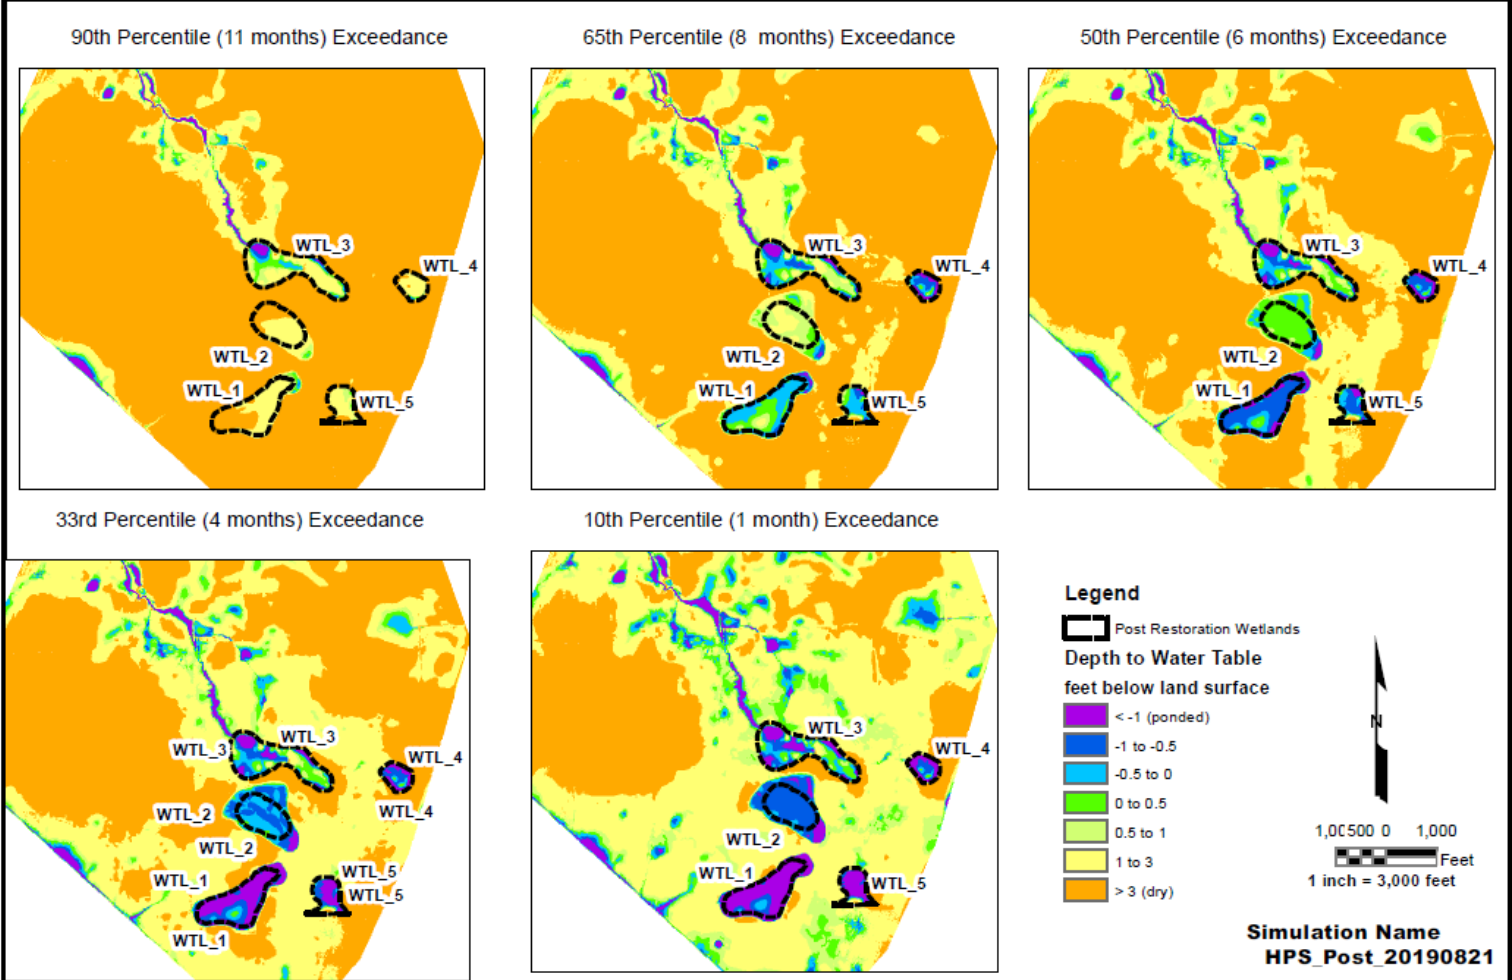 90th Percentile (11 months) Exceedance
65th Percentile (8 months) Exceedance
50th Percentile (6 months) Exceedance
WTL_3
WTL_4
WTL_2
WTL_1
WTL_5
WTL_3
WTL_4
WTL_2
WTL_1
WTL_5
WTL_3
WTL_4
WTL_2
WTL_1
WTL_5
33rd Percentile (4 months) Exceedance
10th Percentile (1 month) Exceedance
WTL_3
WTL_3
WTL_4
WTL_4
WTL_2
WTL_2
WTL_1
WTL_5
WTL_5
WTL_1
WTL_3
WTL_4
WTL_2
WTL_1
WTL_5
Legend
Post Restoration Wetlands
Depth to Water Table
feet below land surface
< -1 (ponded)
-1 to -0.5
-0.5 to 0
0 to 0.5
0.5 to 1
1 to 3
> 3 (dry)
N
1,00500 0 1,000
Feet
1 inch = 3,000 feet
Simulation Name
HPS_Post_20190821